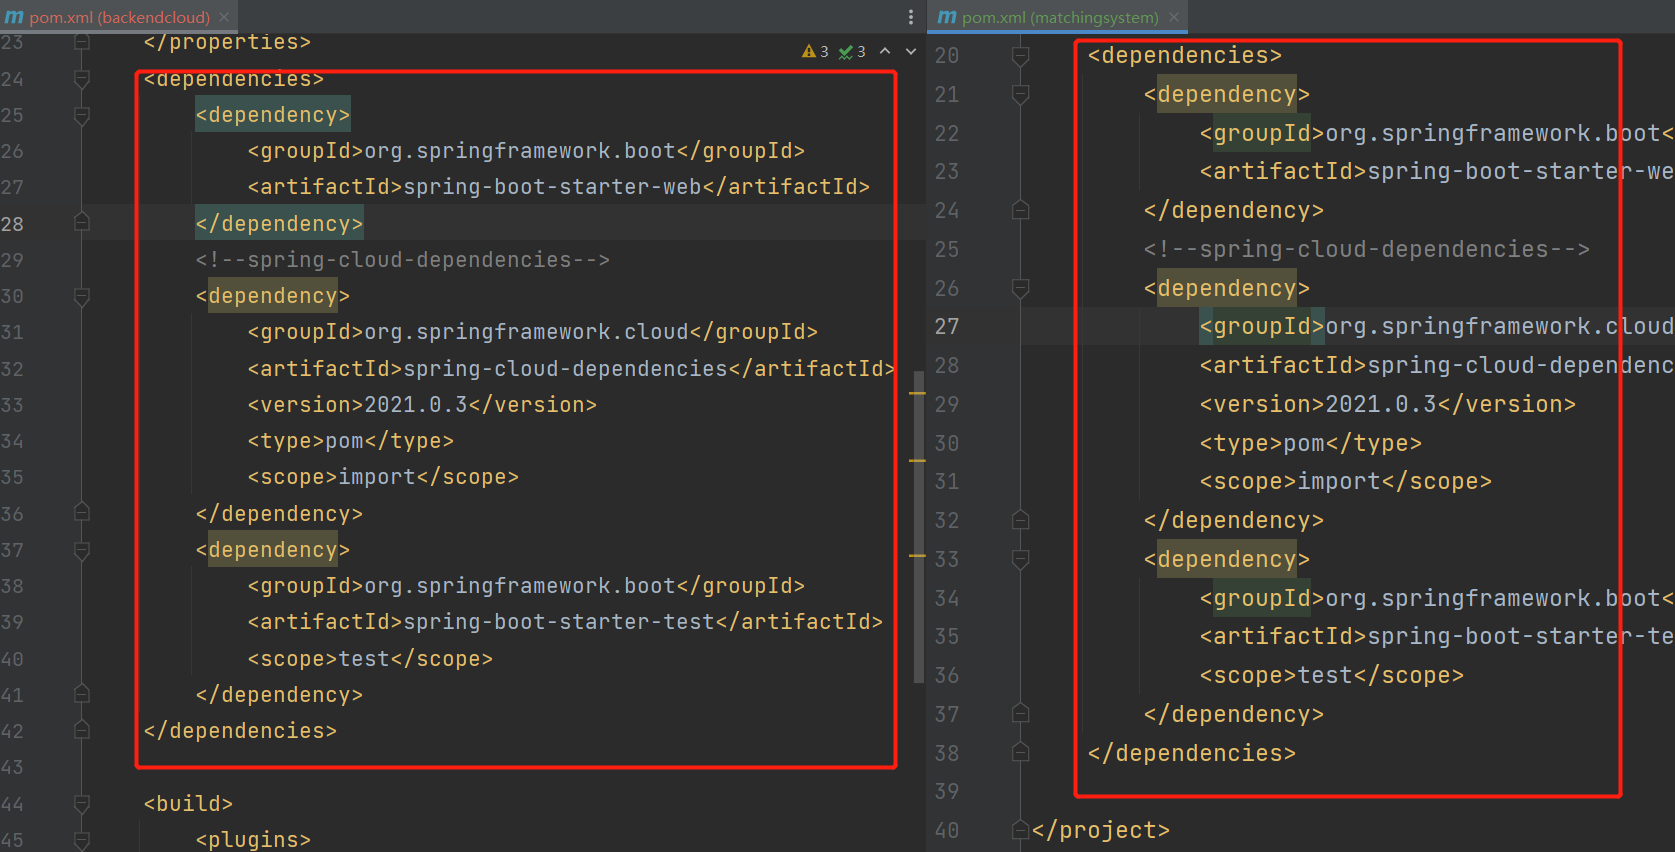 m pom.xml (backendcloud) ×
23 </properties>
3 3
24 <dependencies>
25 <dependency>
26 <groupId>org.springframework.boot</groupId>
27 <artifactId>spring-boot-starter-web</artifactId>
28 </dependency>
29 <!--spring-cloud-dependencies-->
30 <dependency>
31 <groupId>org.springframework.cloud</groupId>
32 <artifactId>spring-cloud-dependencies</artifactId>
33 <version>2021.0.3</version>
34 <type>pom</type>
35 <scope>import</scope>
36 </dependency>
37 <dependency>
38 <groupId>org.springframework.boot</groupId>
39 <artifactId>spring-boot-starter-test</artifactId>
40 <scope>test</scope>
41 </dependency>
42 </dependencies>
43
44 <build>
45 <plugins>
m pom.xml (matchingsystem) ×
20 <dependencies>
21 <dependency>
22 <groupId>org.springframework.boot<
23 <artifactId>spring-boot-starter-we
24 </dependency>
25 <!--spring-cloud-dependencies-->
26 <dependency>
27 <groupId>org.springframework.cloud
28 <artifactId>spring-cloud-dependenc
29 <version>2021.0.3</version>
30 <type>pom</type>
31 <scope>import</scope>
32 </dependency>
33 <dependency>
34 <groupId>org.springframework.boot<
35 <artifactId>spring-boot-starter-te
36 <scope>test</scope>
37 </dependency>
38 </dependencies>
39
40 </project>